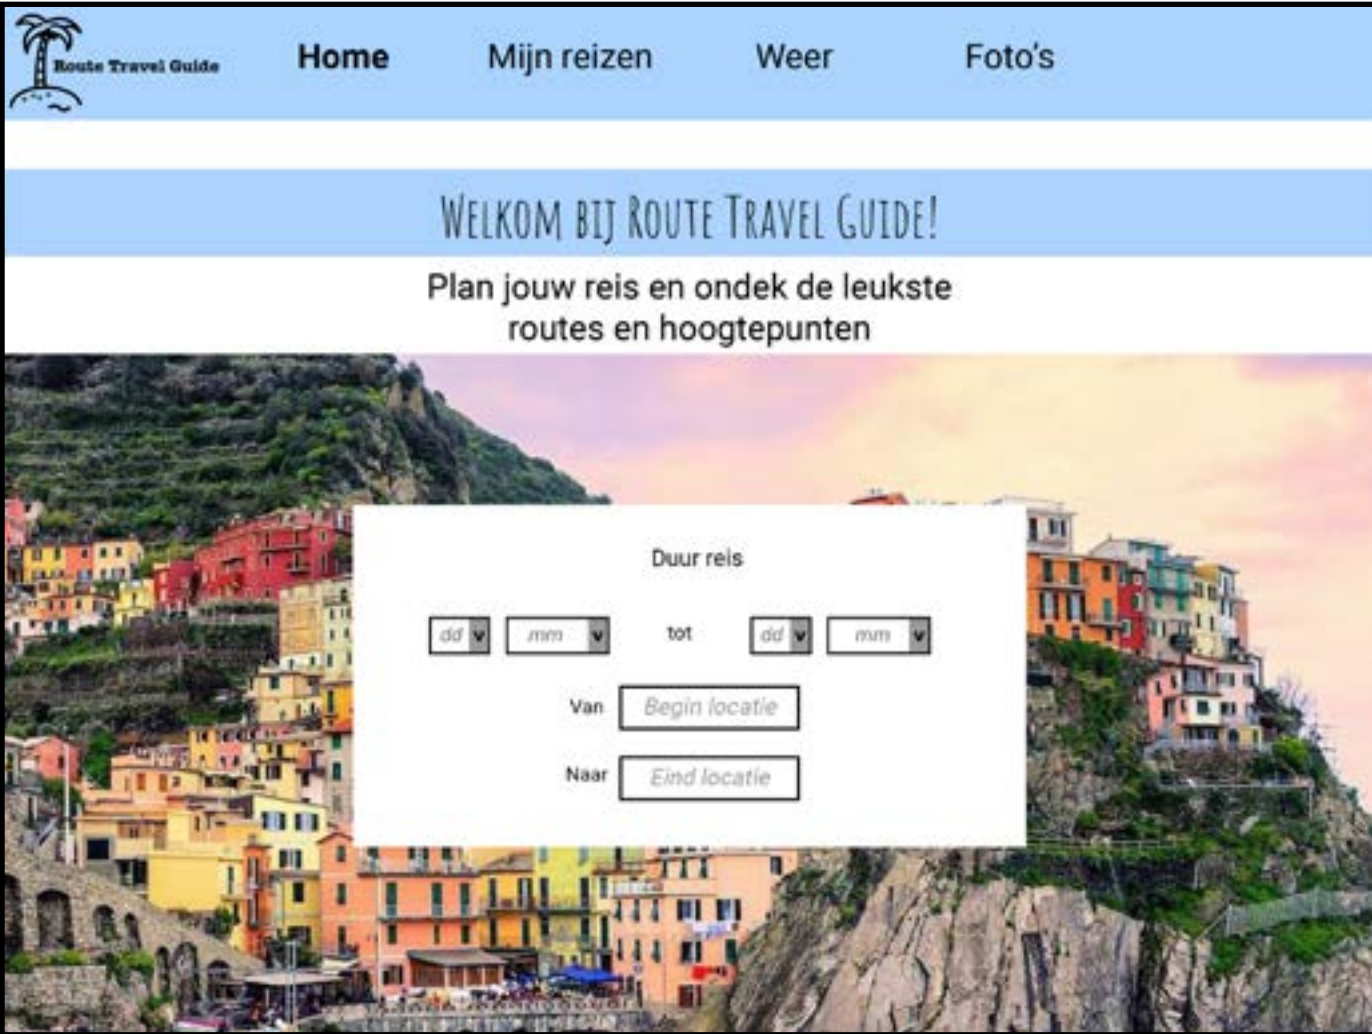 Route Travel Guide
Home Mijn reizen Weer Foto's
WELKOM BIJ ROUTE TRAVEL GUIDE!
Plan jouw reis en ondek de leukste
routes en hoogtepunten
Duur reis
dd v mm v tot dd v mm v
Van Begin locatie
Naar Eind locatie